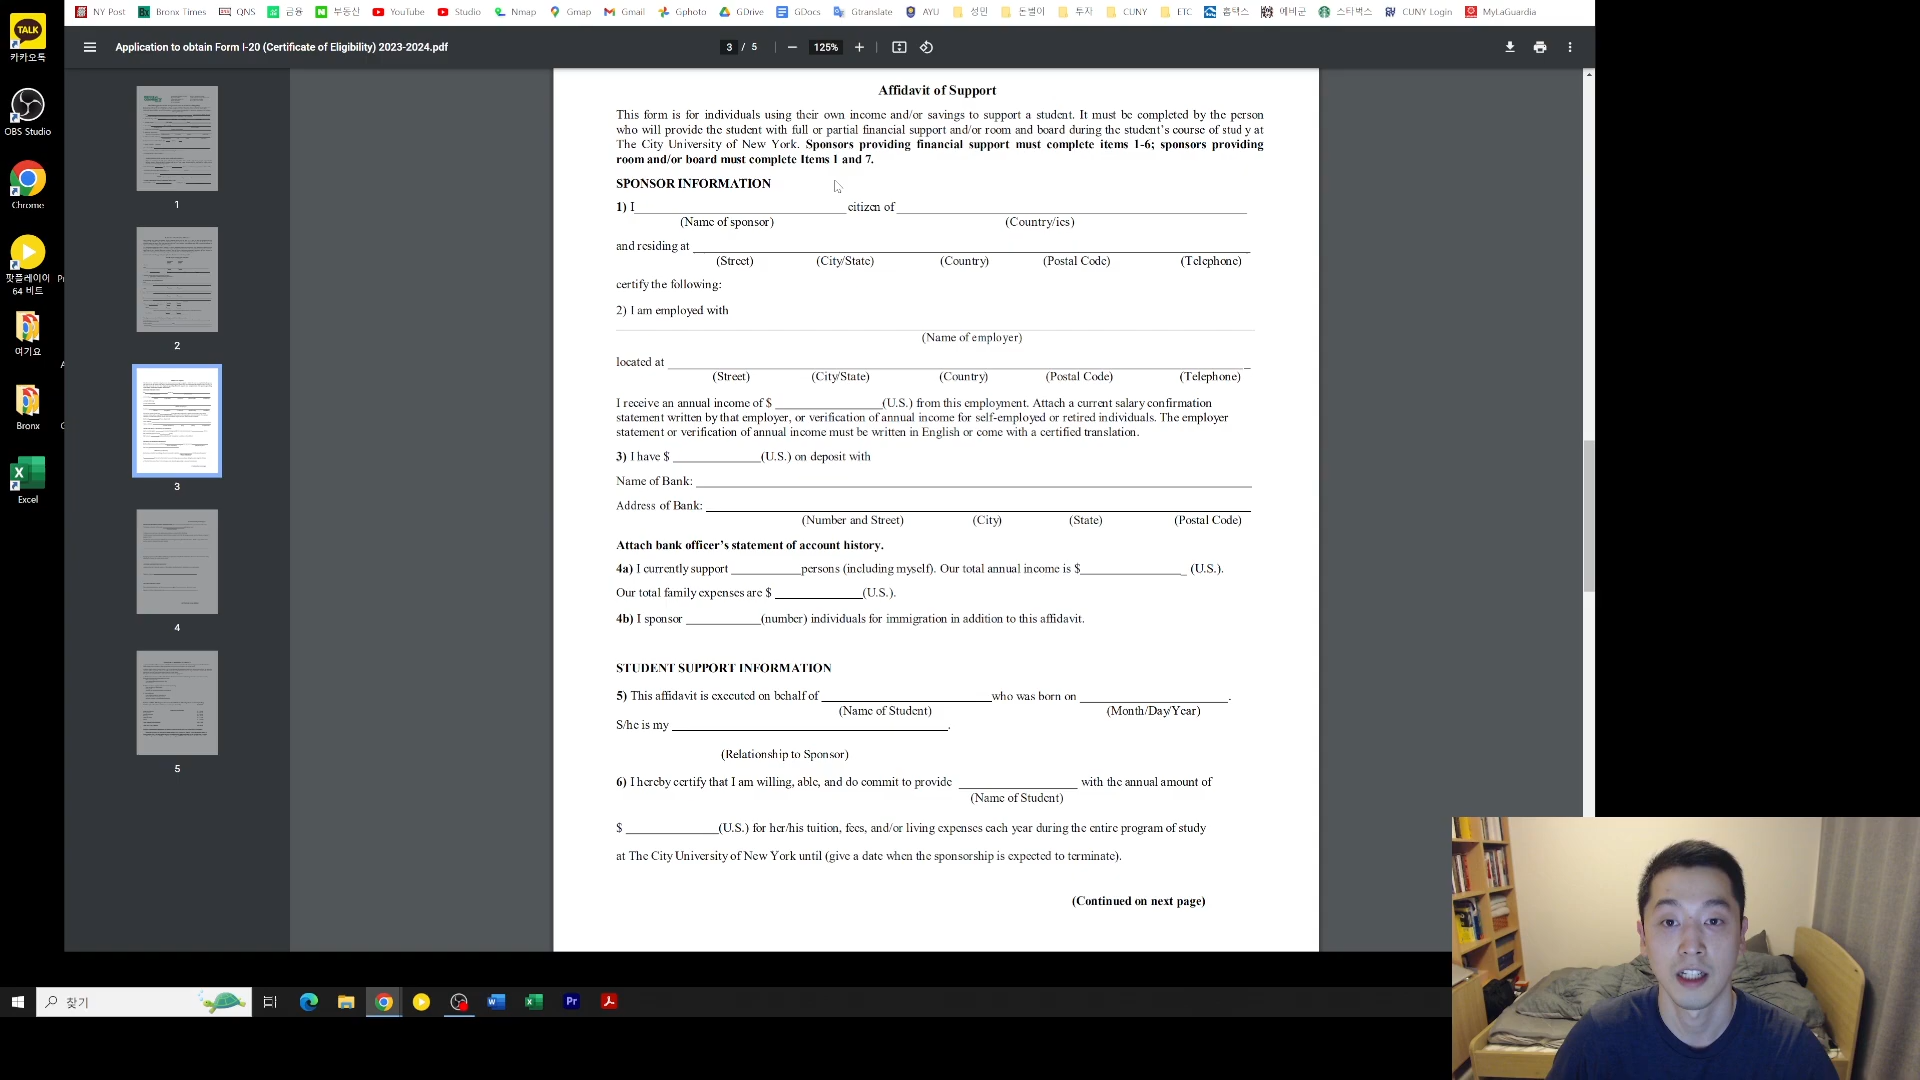 NY Post Bronx Times QNS 금융 부동산 YouTube Studio Nmap Gmap Gmail Gphoto GDrive GDocs Gtranslate AYU 성민 돈벌이 투자 CUNY ETC 홈택스 예비군 스타벅스 CUNY Login MyLaGuardia
Application to obtain Form I-20 (Certificate of Eligibility) 2023-2024.pdf
3 / 5
125%
TALK
카카오톡
OBS Studio
Chrome
팟플레이어
64 비트
여기요
Bronx
Excel
1
2
3
4
5
Affidavit of Support
This form is for individuals using their own income and/or savings to support a student. It must be completed by the person
who will provide the student with full or partial financial support and/or room and board during the student's course of stud y at
The City University of New York. Sponsors providing financial support must complete items 1-6; sponsors providing
room and/or board must complete Items 1 and 7.
SPONSOR INFORMATION
1) I citizen of
(Name of sponsor) (Country/ies)
and residing at
(Street) (City/State) (Country) (Postal Code) (Telephone)
certify the following:
2) I am employed with
(Name of employer)
located at
(Street) (City/State) (Country) (Postal Code) (Telephone)
I receive an annual income of $ (U.S.) from this employment. Attach a current salary confirmation
statement written by that employer, or verification of annual income for self-employed or retired individuals. The employer
statement or verification of annual income must be written in English or come with a certified translation.
3) I have $ (U.S.) on deposit with
Name of Bank:
Address of Bank:
(Number and Street) (City) (State) (Postal Code)
Attach bank officer's statement of account history.
4a) I currently support persons (including myself). Our total annual income is $ (U.S.).
Our total family expenses are $ (U.S.).
4b) I sponsor (number) individuals for immigration in addition to this affidavit.
STUDENT SUPPORT INFORMATION
5) This affidavit is executed on behalf of who was born on .
(Name of Student) (Month/Day/Year)
S/he is my .
(Relationship to Sponsor)
6) I hereby certify that I am willing, able, and do commit to provide with the annual amount of
(Name of Student)
$ (U.S.) for her/his tuition, fees, and/or living expenses each year during the entire program of study
at The City University of New York until (give a date when the sponsorship is expected to terminate).
(Continued on next page)
찾기
Pr